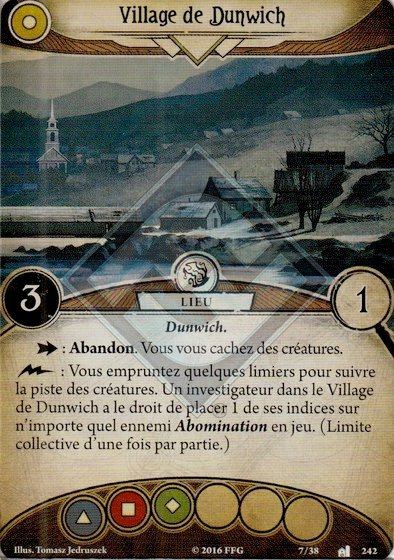 Village de Dunwich
3
LIEU
1
Dunwich.
: Abandon. Vous vous cachez des créatures.
: Vous empruntez quelques limiers pour suivre
la piste des créatures. Un investigateur dans le Village
de Dunwich a le droit de placer 1 de ses indices sur
n'importe quel ennemi Abomination en jeu. (Limite
collective d'une fois par partie.)
Illus. Tomasz Jedruszek
© 2016 FFG
7/38
242